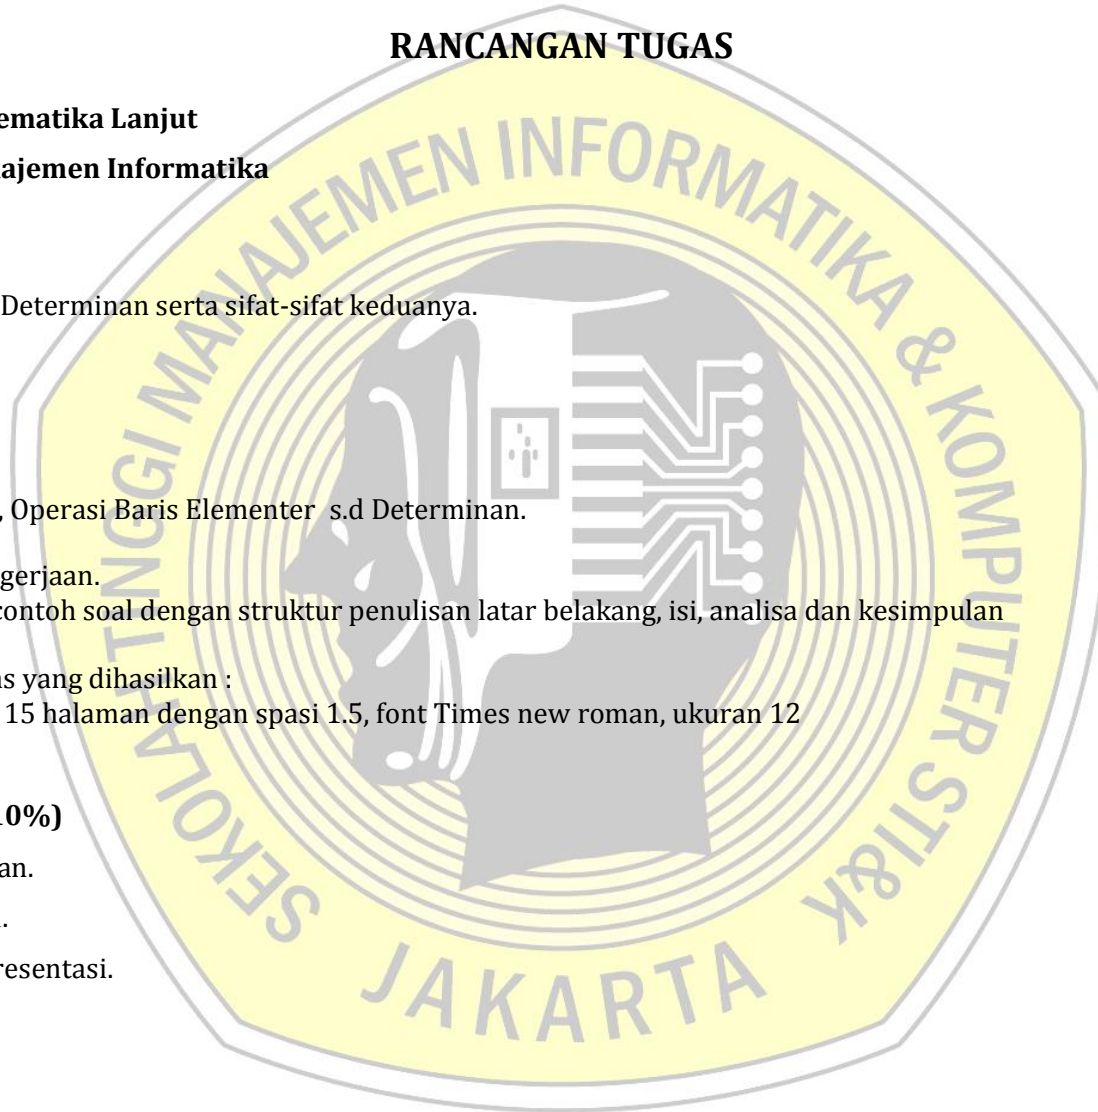 RANCANGAN TUGAS
ematika Lanjut
ajemen Informatika
Determinan serta sifat-sifat keduanya.
, Operasi Baris Elementer s.d Determinan.
gerjaan.
contoh soal dengan struktur penulisan latar belakang, isi, analisa dan kesimpulan
as yang dihasilkan :
15 halaman dengan spasi 1.5, font Times new roman, ukuran 12
10%)
an.
.
resentasi.
SEKOLAH TINGGI MANAJEMEN INFORMATIKA & KOMPUTER STI&K
JAKARTA